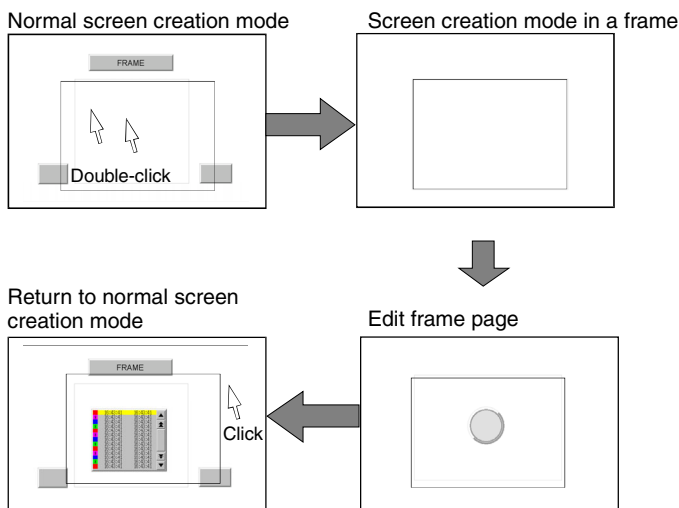 Normal screen creation mode
Screen creation mode in a frame
FRAME
Double-click
Return to normal screen
creation mode
Edit frame page
FRAME
Click